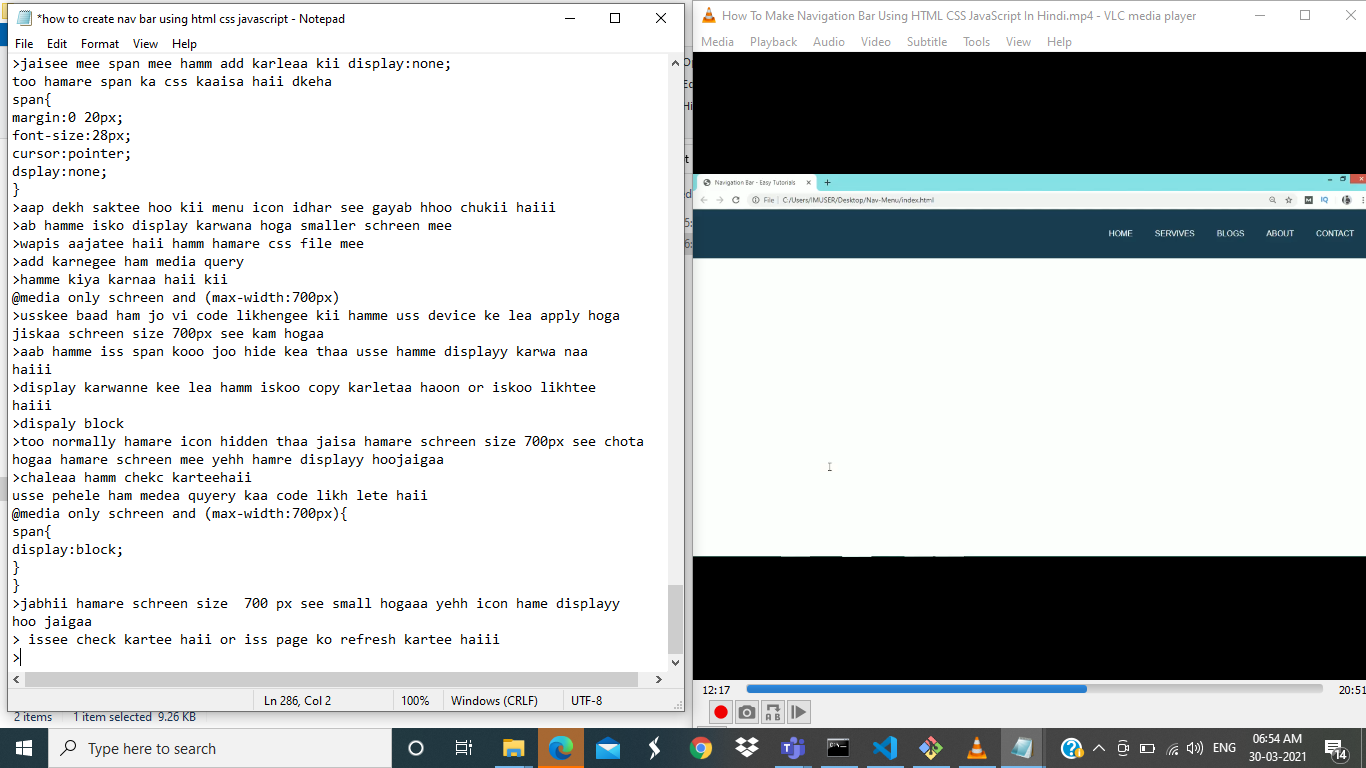 *how to create nav bar using html css javascript - Notepad
File Edit Format View Help
>jaisee mee span mee hamm add karleaa kii display:none;
too hamare span ka css kaaisa haii dkeha
span{
margin:0 20px;
font-size:28px;
cursor:pointer;
dsplay:none;
}
>aap dekh saktee hoo kii menu icon idhar see gayab hhoo chukii haiii
>ab hamme isko display karwana hoga smaller schreen mee
>wapis aajatee haii hamm hamare css file mee
>add karnegee ham media query
>hamme kiya karnaa haii kii
@media only schreen and (max-width:700px)
>usskee baad ham jo vi code likhengee kii hamme uss device ke lea apply hoga
jiskaa schreen size 700px see kam hogaa
>aab hamme iss span kooo joo hide kea thaa usse hamme displayy karwa naa
haiii
>display karwanne kee lea hamm iskoo copy karletaa haoon or iskoo likhtee
haiii
>dispaly block
>too normally hamare icon hidden thaa jaisa hamare schreen size 700px see chota
hogaa hamare schreen mee yehh hamre displayy hoojaigaa
>chaleaa hamm chekc karteehaii
usse pehele ham medea quyery kaa code likh lete haii
@media only schreen and (max-width:700px){
span{
display:block;
}
}
>jabhii hamare schreen size  700 px see small hogaaa yehh icon hame displayy
hoo jaigaa
> issee check kartee haii or iss page ko refresh kartee haiii
>
Ln 286, Col 2 100% Windows (CRLF) UTF-8
2 items 1 item selected 9.26 KB
How To Make Navigation Bar Using HTML CSS JavaScript In Hindi.mp4 - VLC media player
Media Playback Audio Video Subtitle Tools View Help
Navigation Bar - Easy Tutorials
File C:/Users/IMUSER/Desktop/Nav-Menu/index.html
HOME SERVIVES BLOGS ABOUT CONTACT
12:17 20:51
Type here to search
ENG
06:54 AM
30-03-2021
14